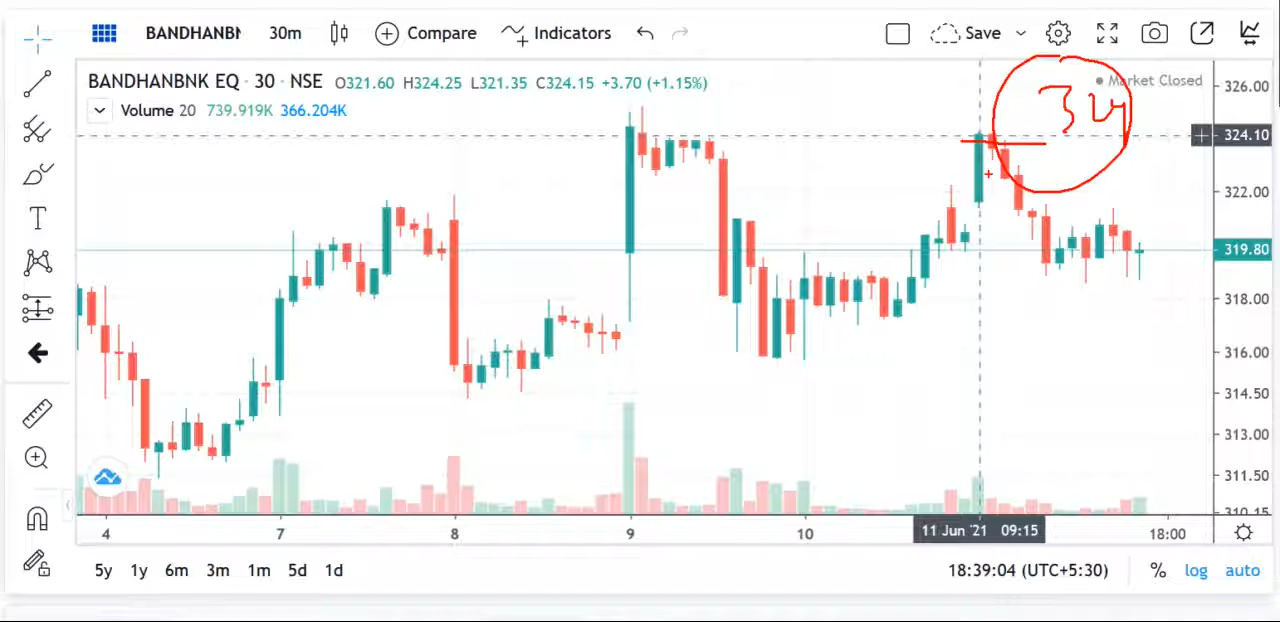 BANDHANBN 30m Compare Indicators Save
BANDHANBNK EQ · 30 · NSE O321.60 H324.25 L321.35 C324.15 +3.70 (+1.15%)
Market Closed
Volume 20 739.919K 366.204K
324
326.00
324.10
322.00
319.80
318.00
316.00
314.50
313.00
311.50
310.15
4 7 8 9 10 11 Jun '21 09:15 18:00
5y 1y 6m 3m 1m 5d 1d 18:39:04 (UTC+5:30) % log auto